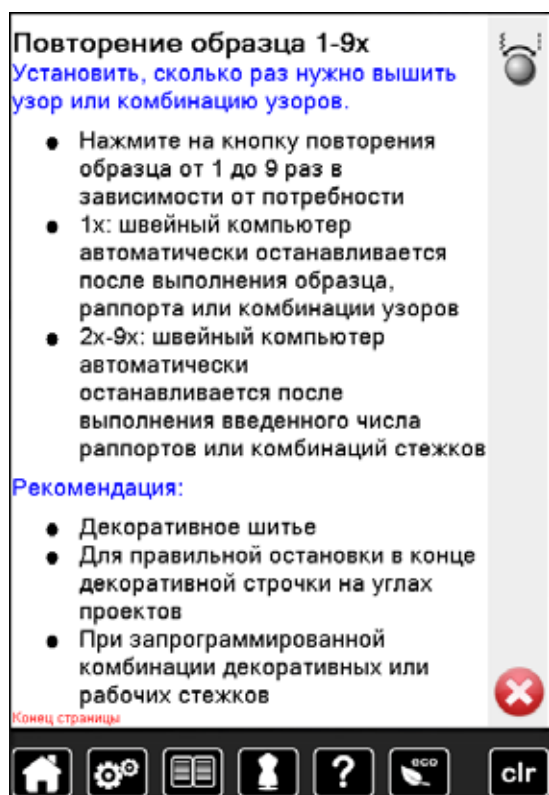 Повторение образца 1-9x
Установить, сколько раз нужно вышить
узор или комбинацию узоров.
● Нажмите на кнопку повторения
образца от 1 до 9 раз в
зависимости от потребности
● 1x: швейный компьютер
автоматически останавливается
после выполнения образца,
раппорта или комбинации узоров
● 2x-9x: швейный компьютер
автоматически
останавливается после
выполнения введенного числа
раппортов или комбинаций стежков
Рекомендация:
● Декоративное шитье
● Для правильной остановки в конце
декоративной строчки на углах
проектов
● При запрограммированной
комбинации декоративных или
рабочих стежков
Конец страницы
? eco clr